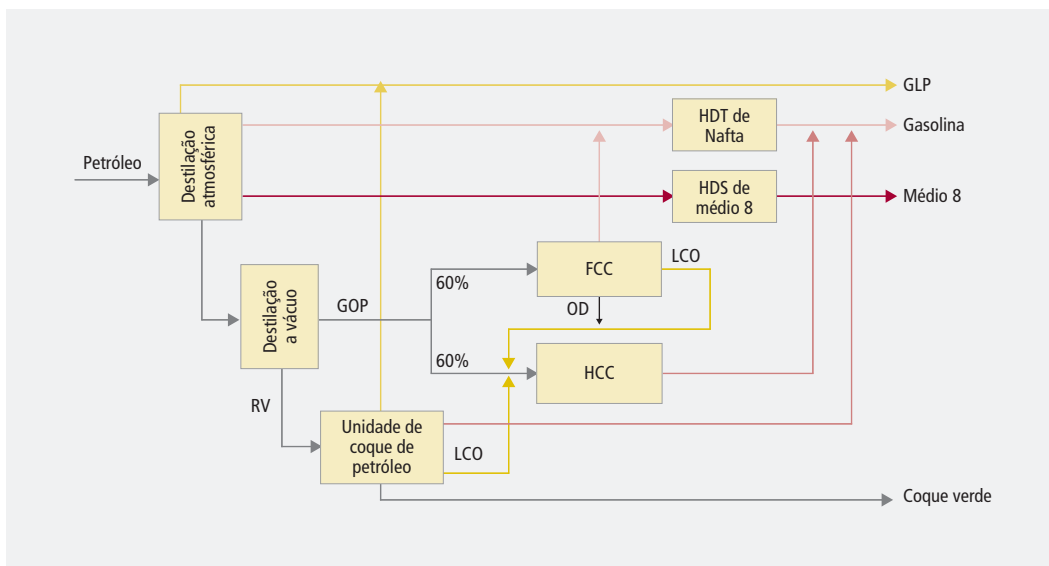 GLP
HDT de
Nafta
Gasolina
Destilação
atmosférica
Petróleo
HDS de
médio 8
Médio 8
FCC
LCO
60%
Destilação
a vácuo
GOP
OD
60%
HCC
RV
Unidade de
coque de
petróleo
LCO
Coque verde